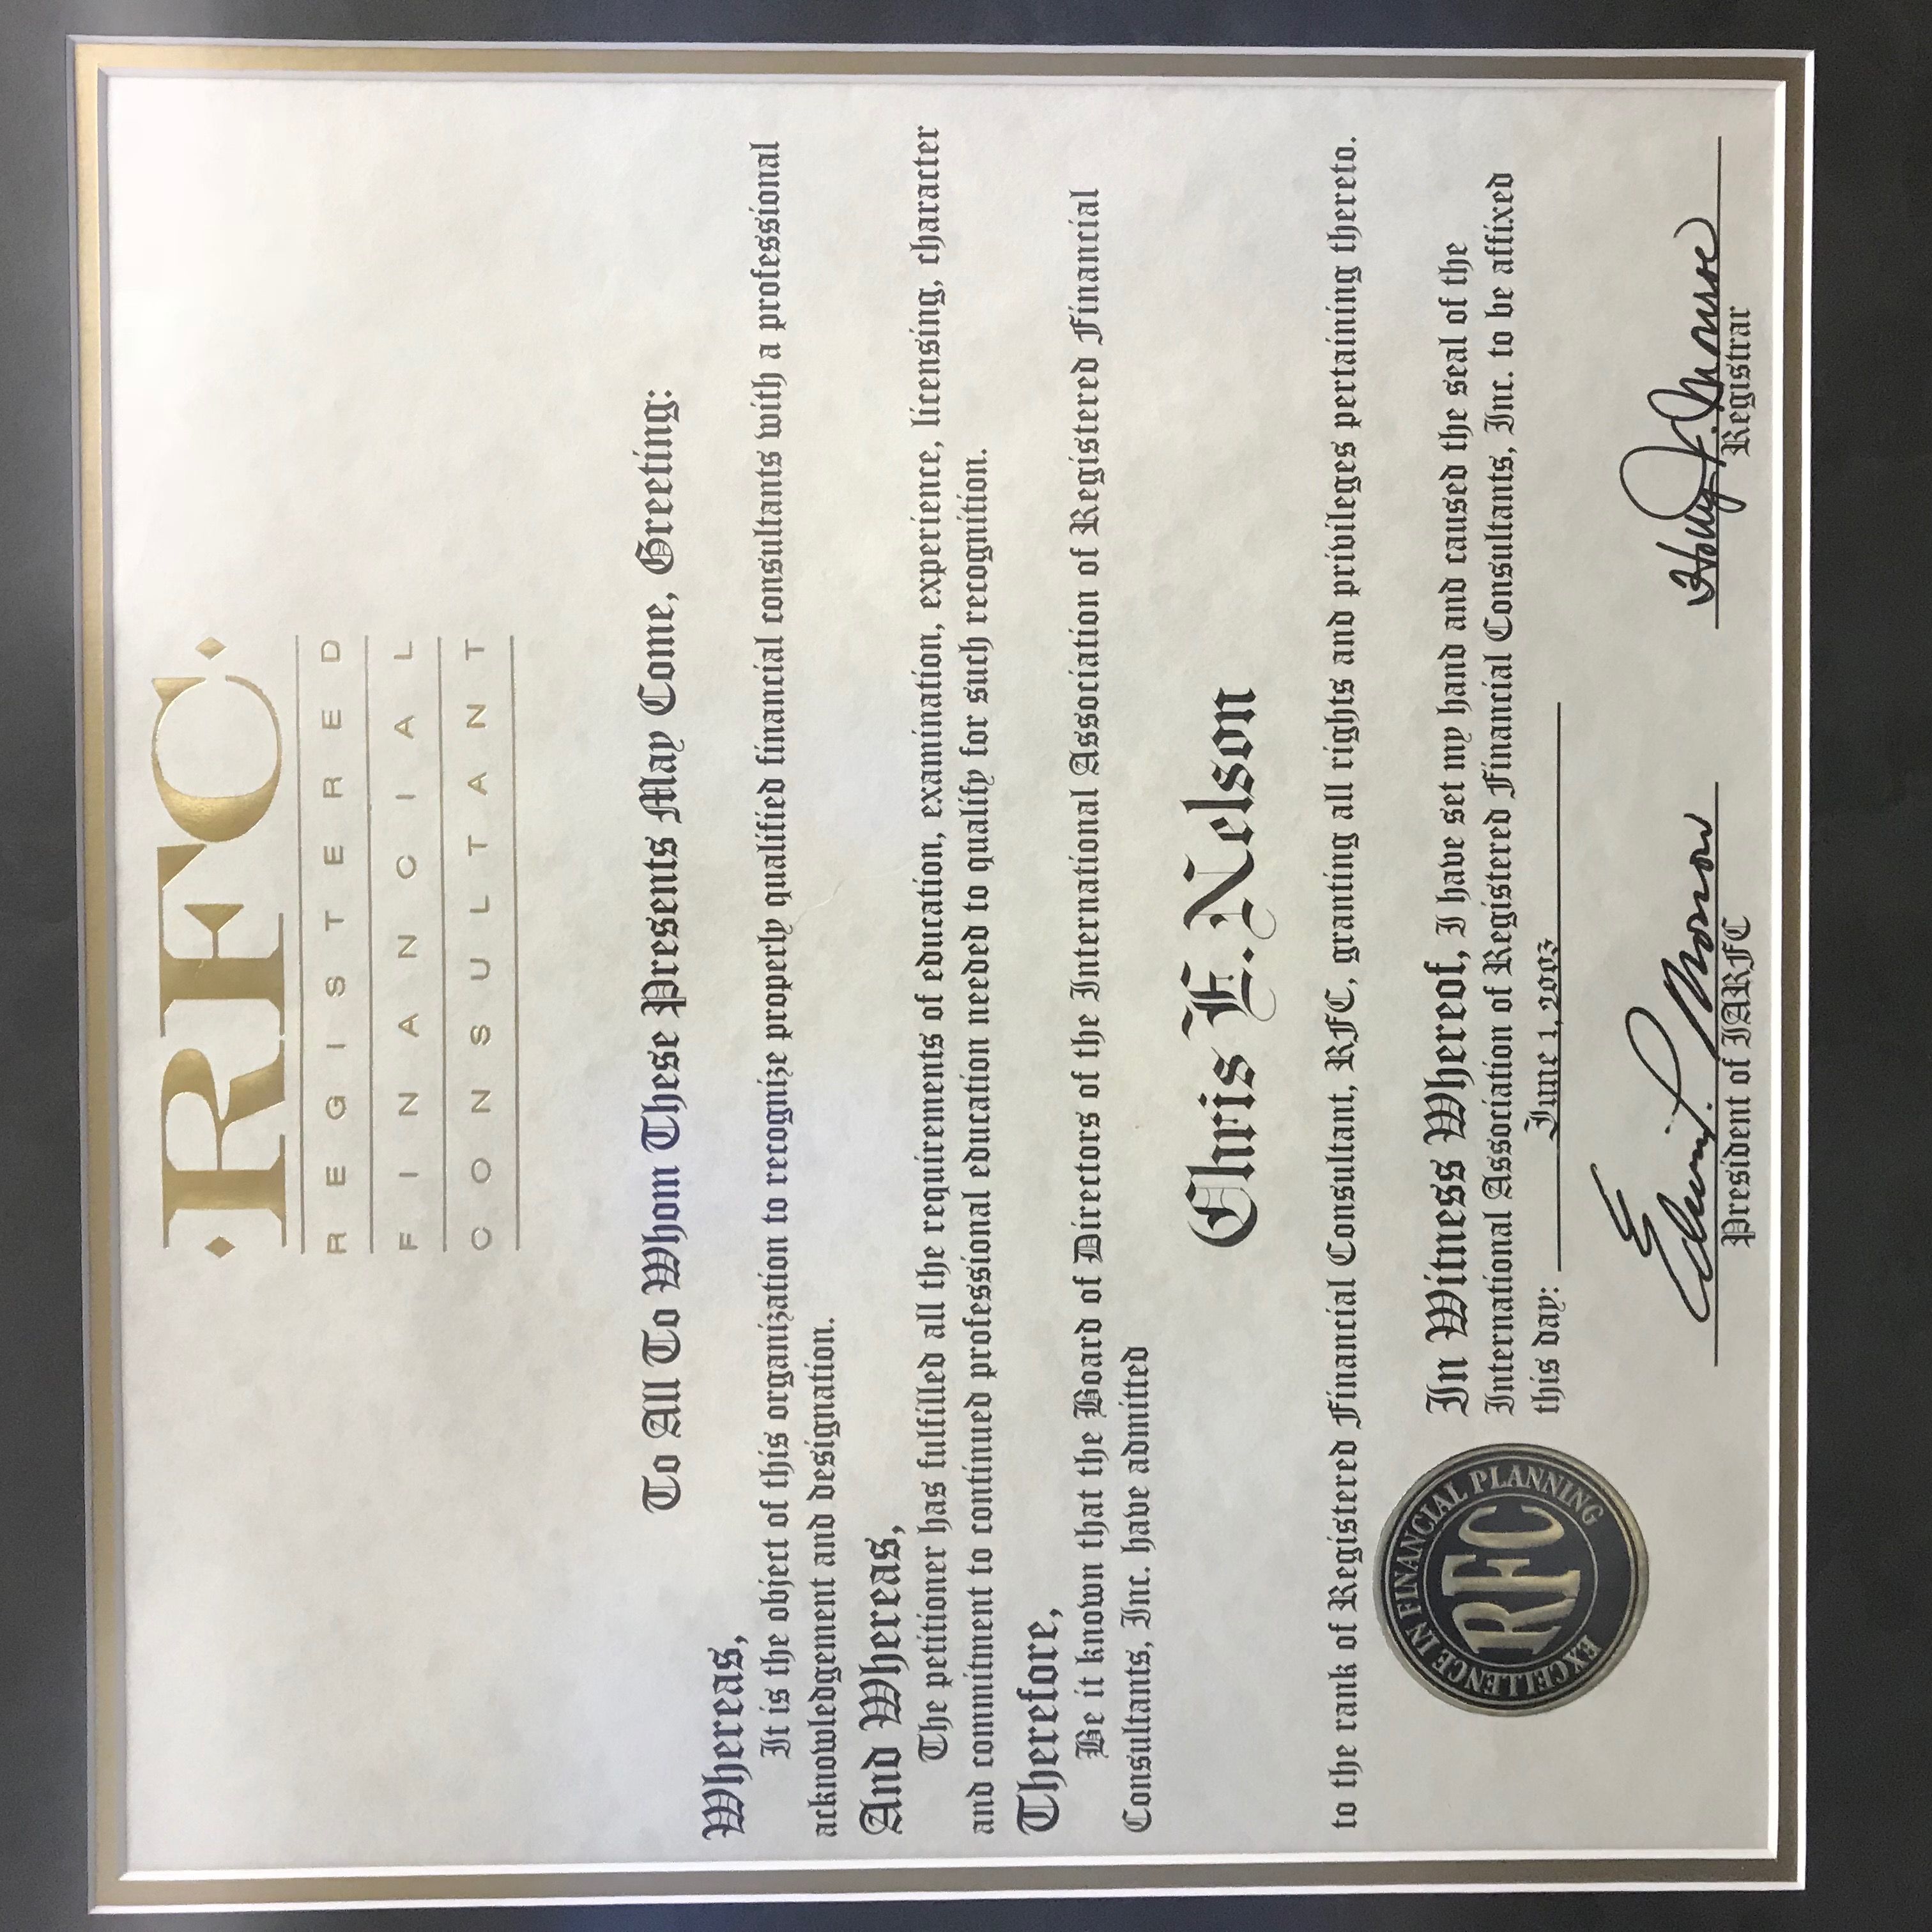 RFC
REGISTERED
FINANCIAL
CONSULTANT
To All To Whom These Presents May Come, Greeting:
Whereas,
It is the object of this organization to recognize properly qualified financial consultants with a professional
acknowledgement and designation.
And Whereas,
The petitioner has fulfilled all the requirements of education, examination, experience, licensing, character
and commitment to continued professional education needed to qualify for such recognition.
Therefore,
Be it known that the Board of Directors of the International Association of Registered Financial
Consultants, Inc. have admitted
Chris E. Nelson
to the rank of Registered Financial Consultant, RFC, granting all rights and privileges pertaining thereto.
In Witness Whereof, I have set my hand and caused the seal of the
International Association of Registered Financial Consultants, Inc. to be affixed
this day: June 1, 2003
EXCELLENCE IN FINANCIAL PLANNING
RFC
Edwin P. Morrow
President of IARFC
Registrar